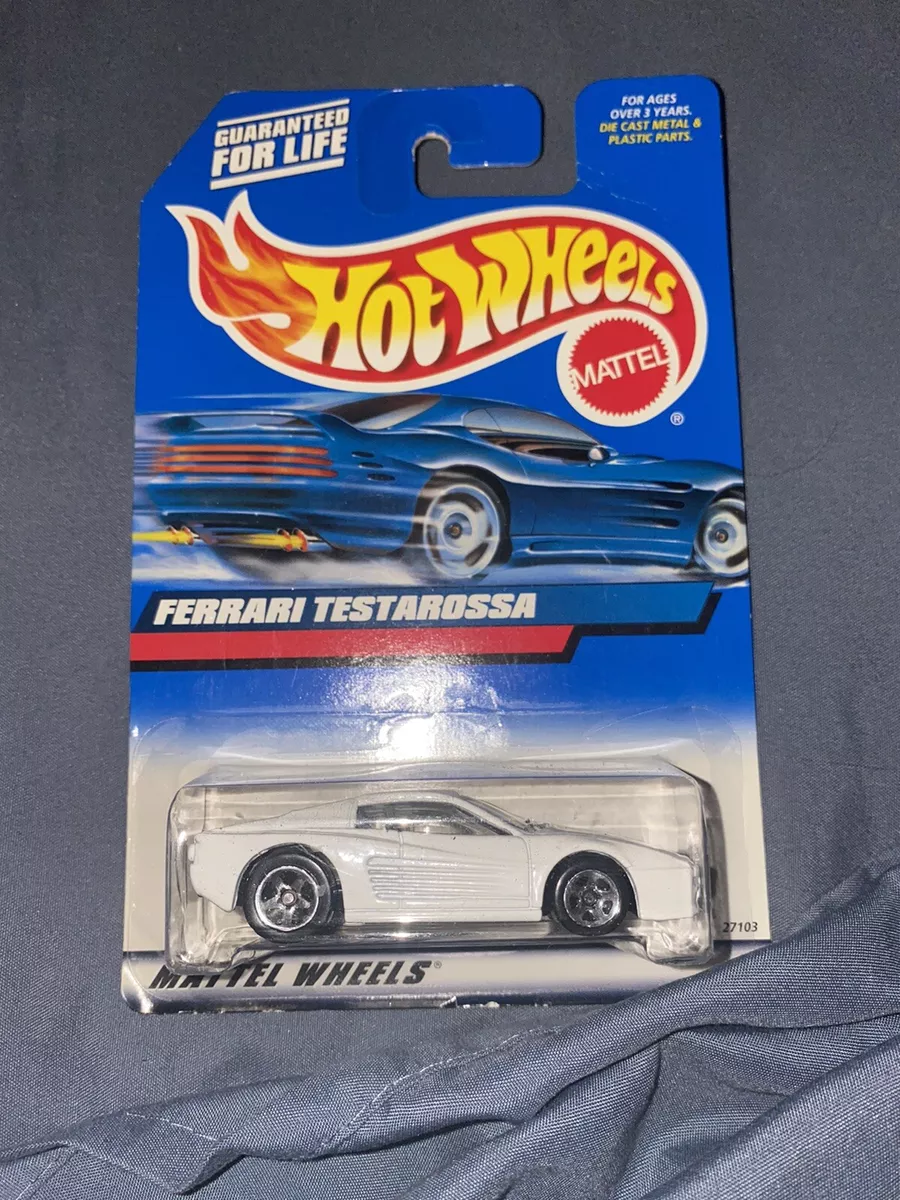 GUARANTEED
FOR LIFE
FOR AGES
OVER 3 YEARS.
DIE CAST METAL &
PLASTIC PARTS.
HOT WHEELS
MATTEL
®
FERRARI TESTAROSSA
27103
MATTEL WHEELS®